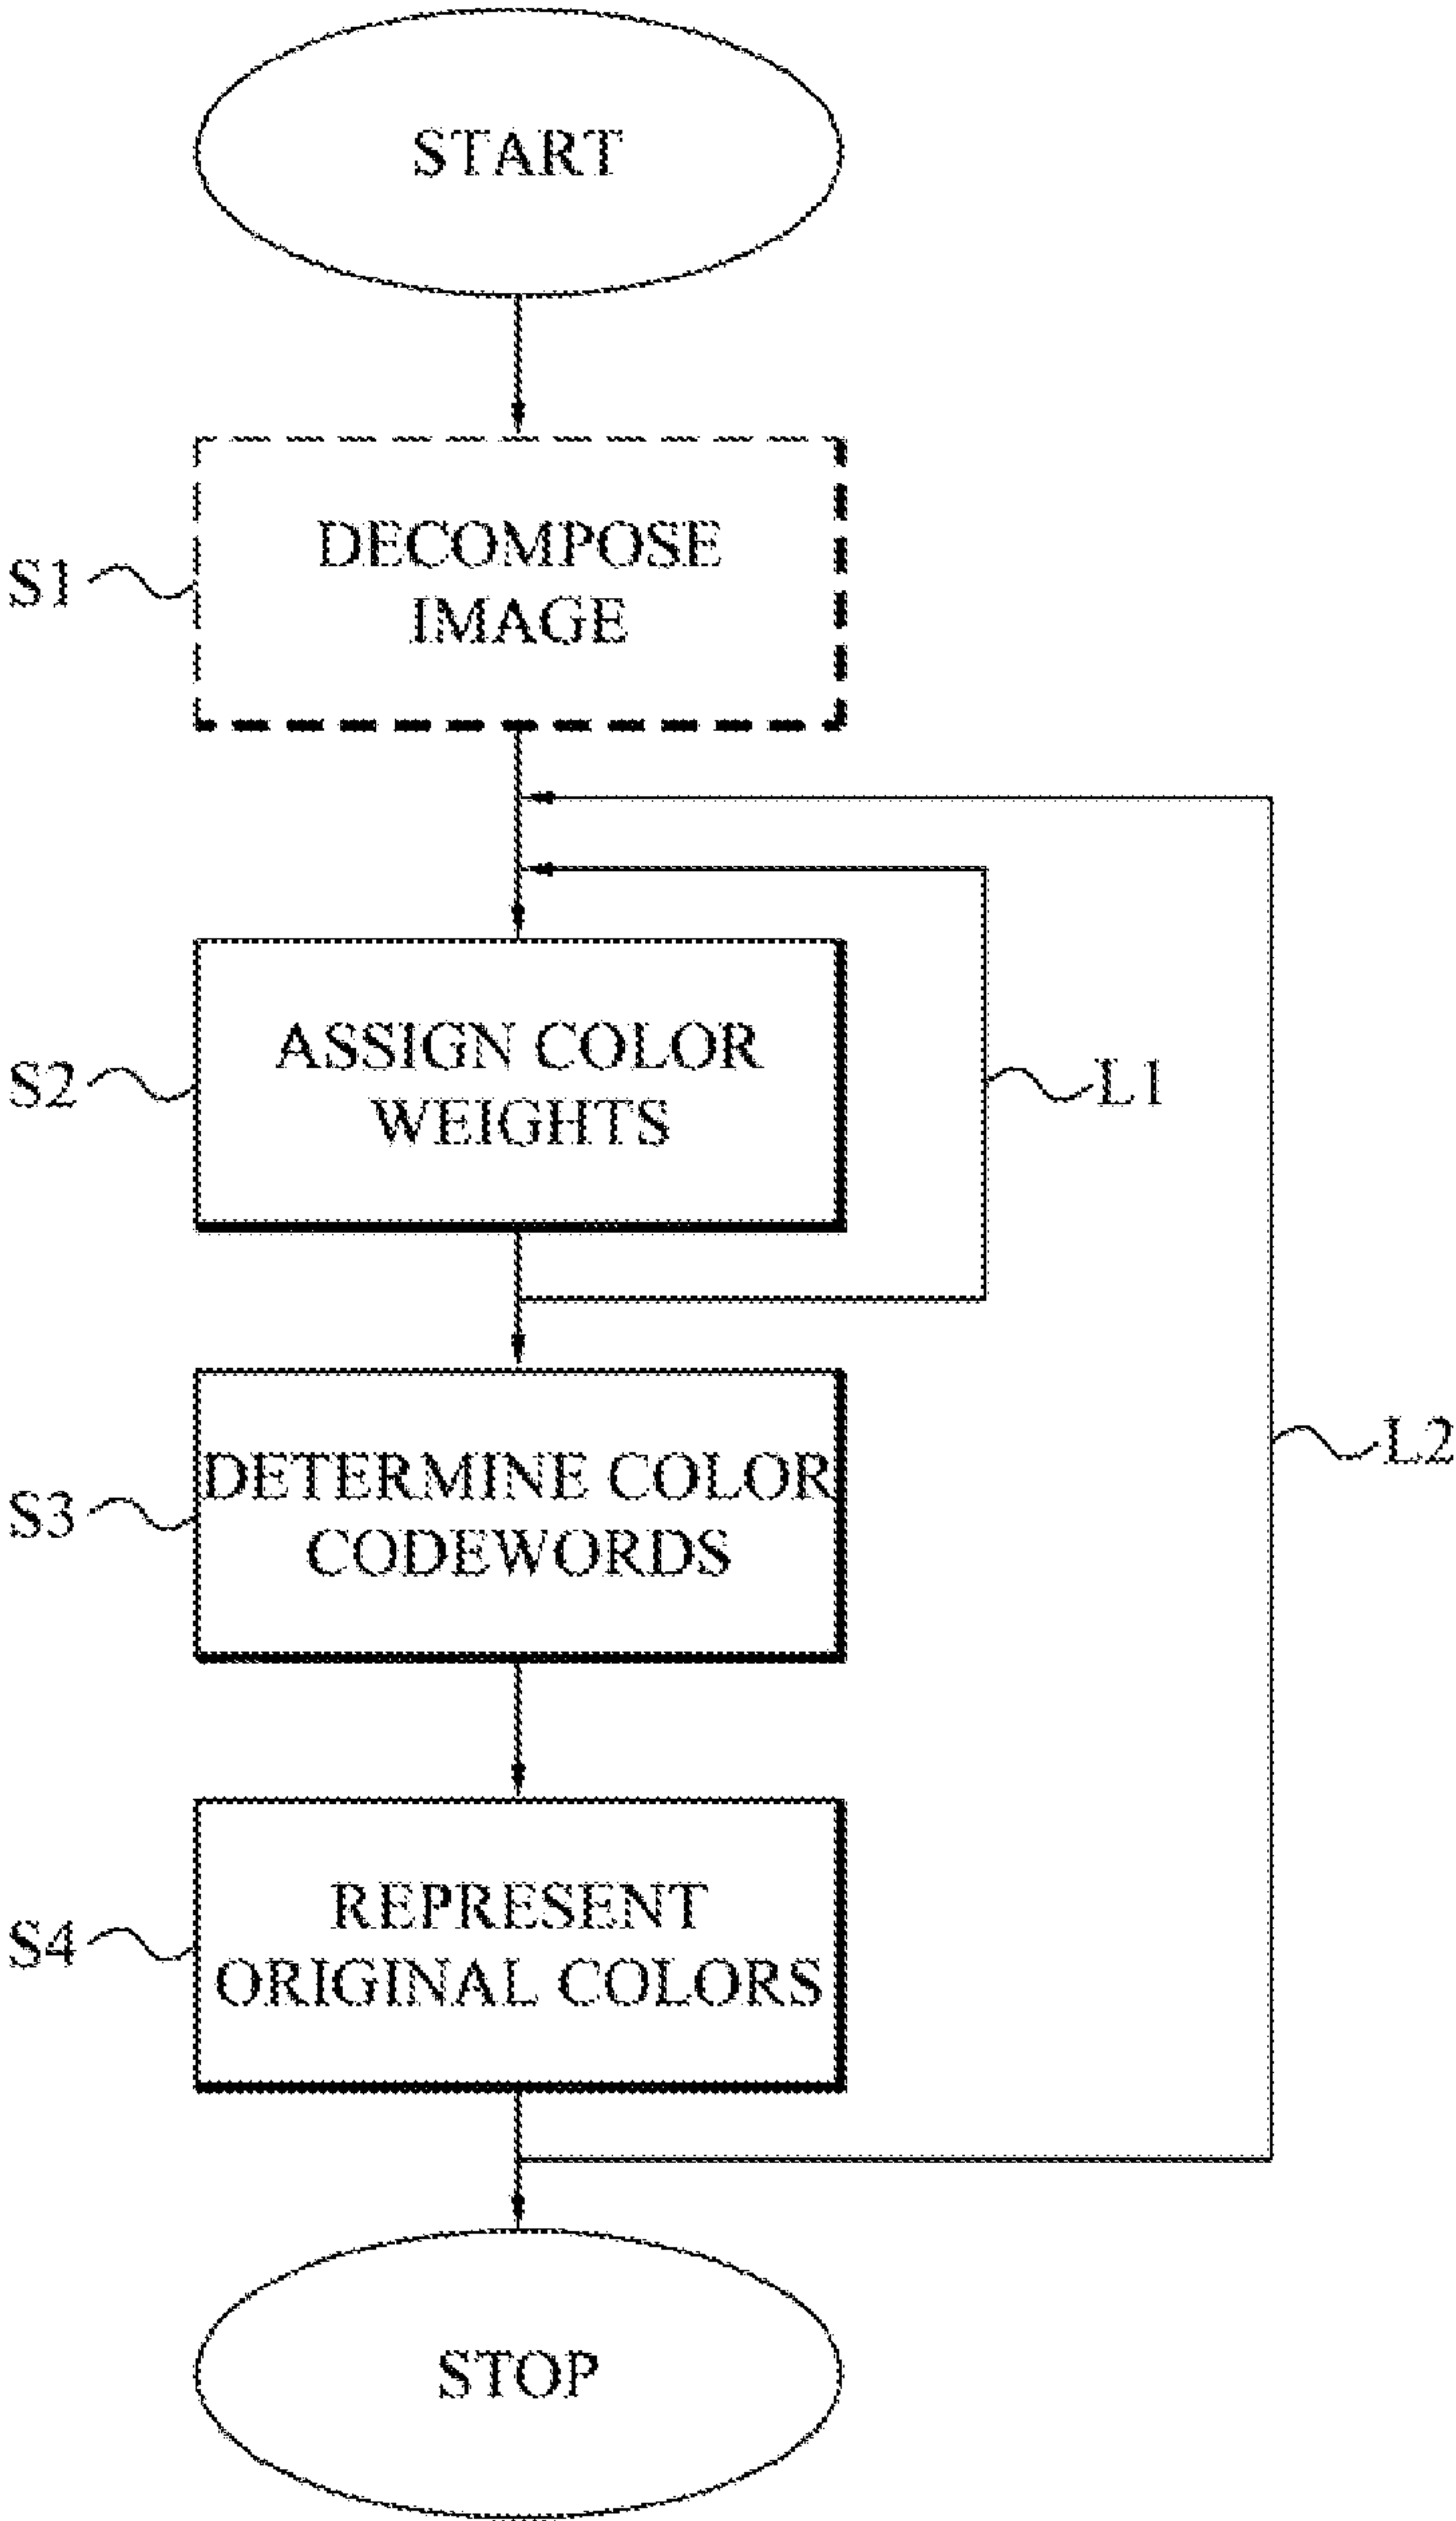 START
S1
DECOMPOSE
IMAGE
S2
ASSIGN COLOR
WEIGHTS
L1
S3
DETERMINE COLOR
CODEWORDS
L2
S4
REPRESENT
ORIGINAL COLORS
STOP